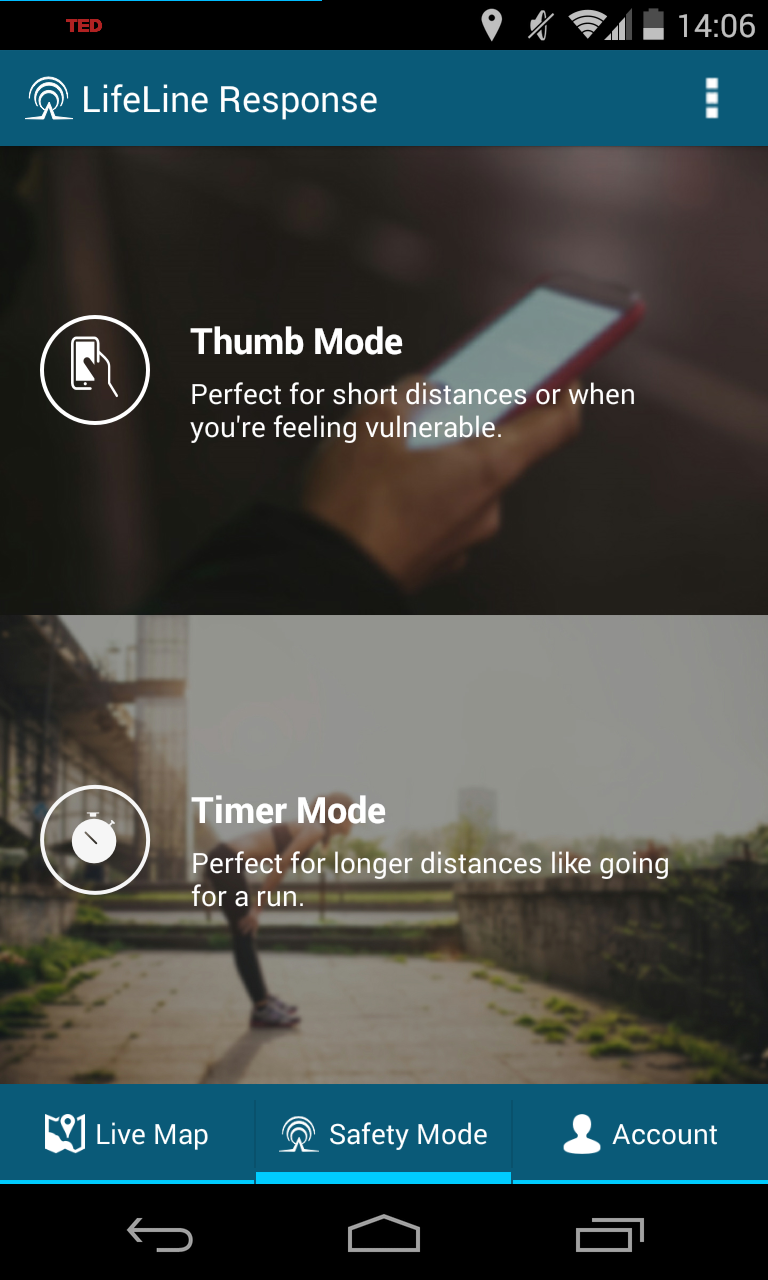 TED
14:06
LifeLine Response
Thumb Mode
Perfect for short distances or when
you're feeling vulnerable.
Timer Mode
Perfect for longer distances like going
for a run.
Live Map
Safety Mode
Account